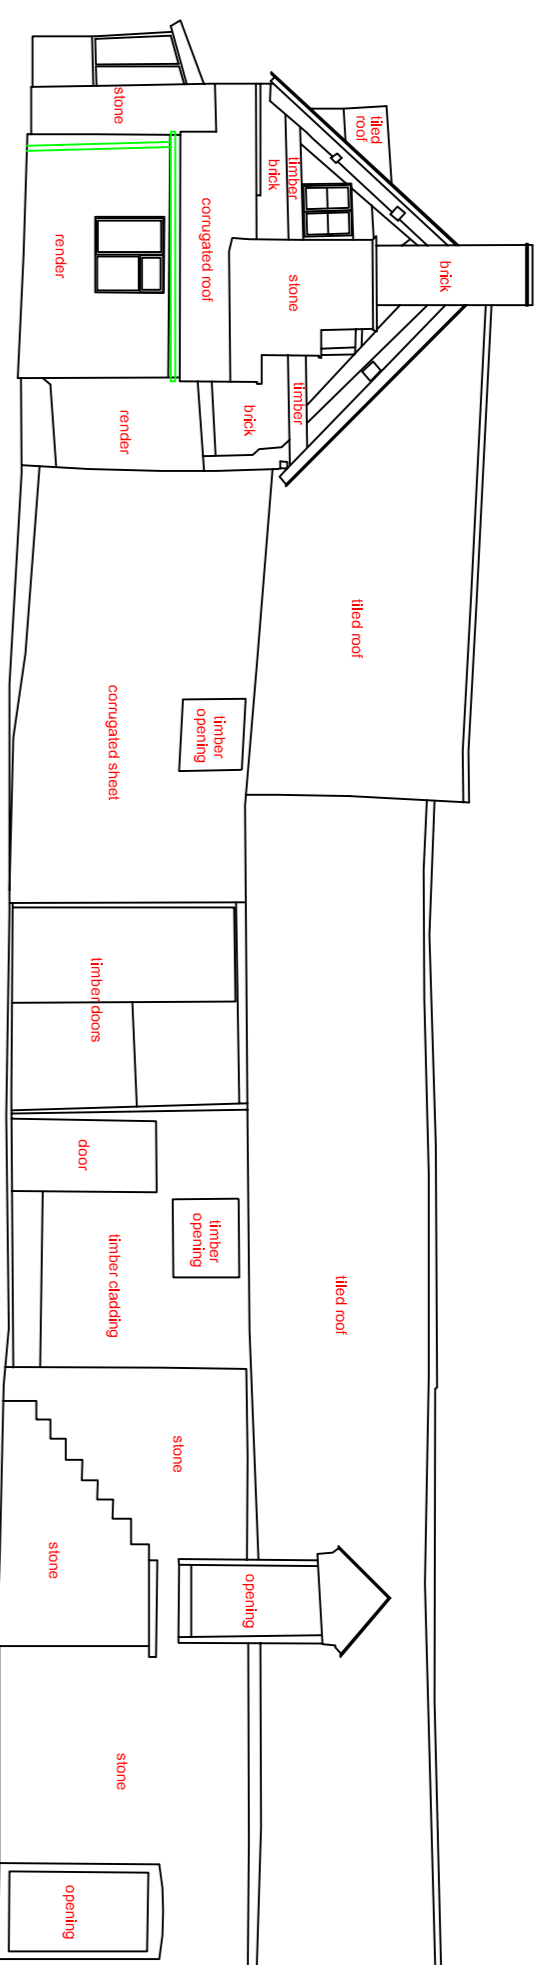 brick
tiled
roof
tiled roof
tiled roof
timber
stone
timber
brick
brick
opening
corrugated roof
timber
opening
timber
opening
stone
stone
render
corrugated sheet
timber cladding
stone
timber doors
door
opening
render
stone